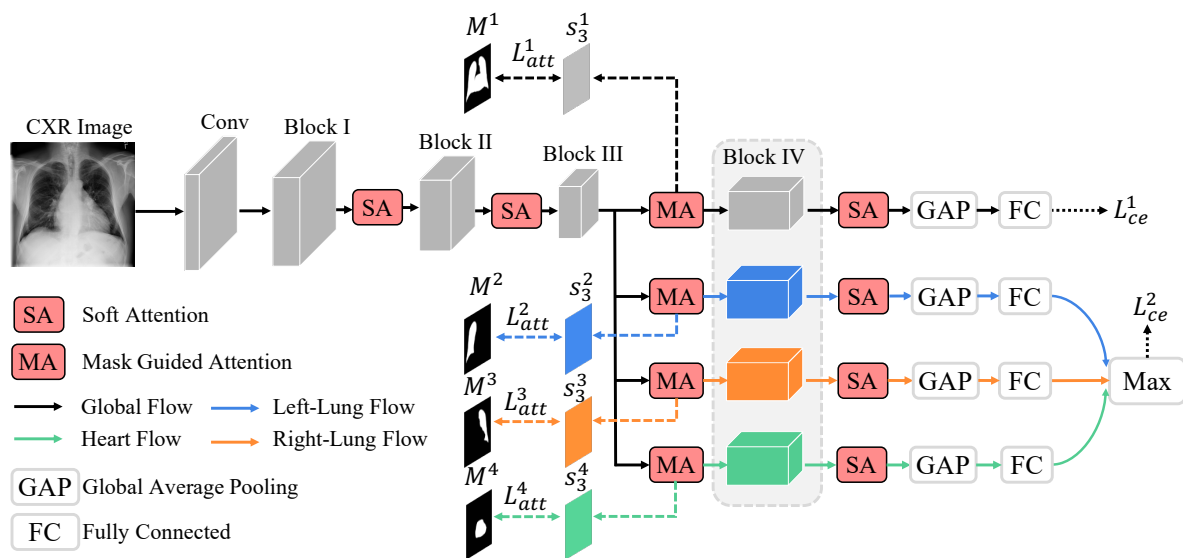 M¹ L¹att s₃¹
CXR Image Conv Block I Block II Block III Block IV
SA SA MA SA GAP FC L¹ce
M² L²att s₃² MA SA GAP FC L²ce
SA Soft Attention
MA Mask Guided Attention
M³ L³att s₃³ MA SA GAP FC Max
Global Flow Left-Lung Flow
Heart Flow Right-Lung Flow
M⁴ L⁴att s₃⁴ MA SA GAP FC
GAP Global Average Pooling
FC Fully Connected